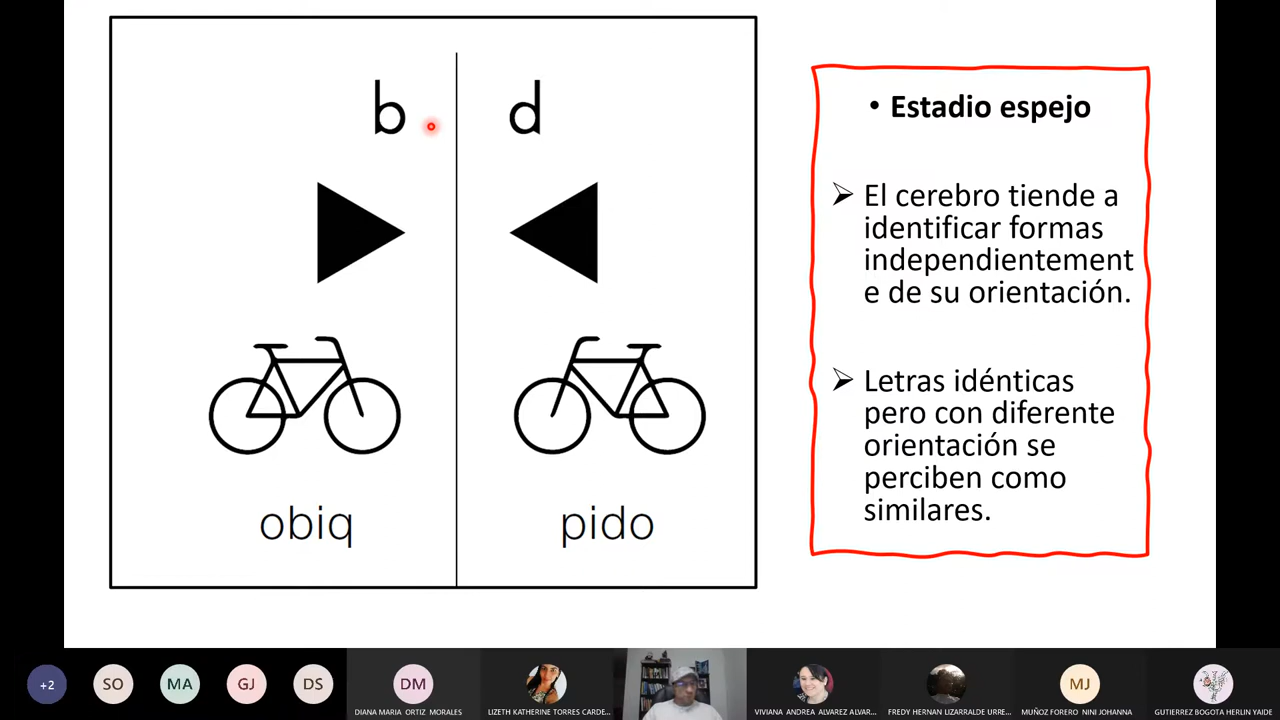 b d
obiq pido
• Estadio espejo
El cerebro tiende a
identificar formas
independientement
e de su orientación.
Letras idénticas
pero con diferente
orientación se
perciben como
similares.
+2 SO MA GJ DS DM MJ
DIANA MARIA ORTIZ MORALES LIZETH KATHERINE TORRES CARDE... VIVIANA ANDREA ALVAREZ ALVAR... FREDY HERNAN LIZARRALDE URRE... MUÑOZ FORERO NINI JOHANNA GUTIERREZ BOGOTA HERLIN YAIDE